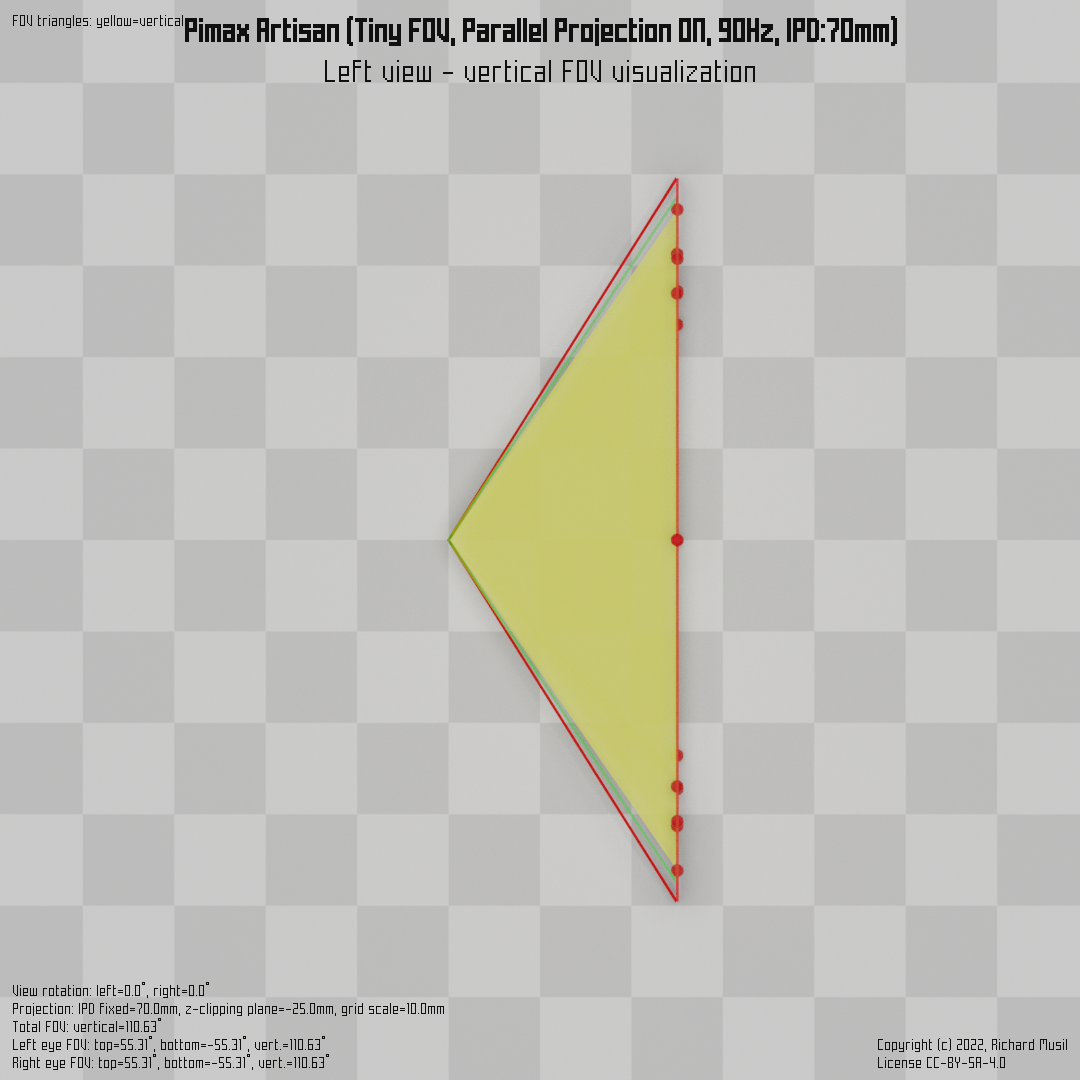 FOV triangles: yellow=vertical
Pimax Artisan (Tiny FOV, Parallel Projection ON, 90Hz, IPD:70mm)
Left view - vertical FOV visualization
View rotation: left=0.0°, right=0.0°
Projection: IPD fixed=70.0mm, z-clipping plane=-25.0mm, grid scale=10.0mm
Total FOV: vertical=110.63°
Left eye FOV: top=55.31°, bottom=-55.31°, vert.=110.63°
Right eye FOV: top=55.31°, bottom=-55.31°, vert.=110.63°
Copyright (c) 2022, Richard Musil
License CC-BY-SA-4.0